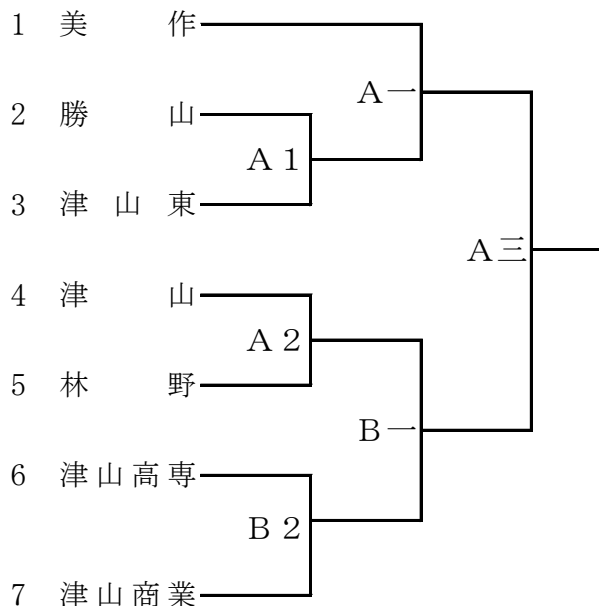 1 美作
A一
2 勝山
A 1
3 津山東
A三
4 津山
A 2
5 林野
B一
6 津山高専
B 2
7 津山商業